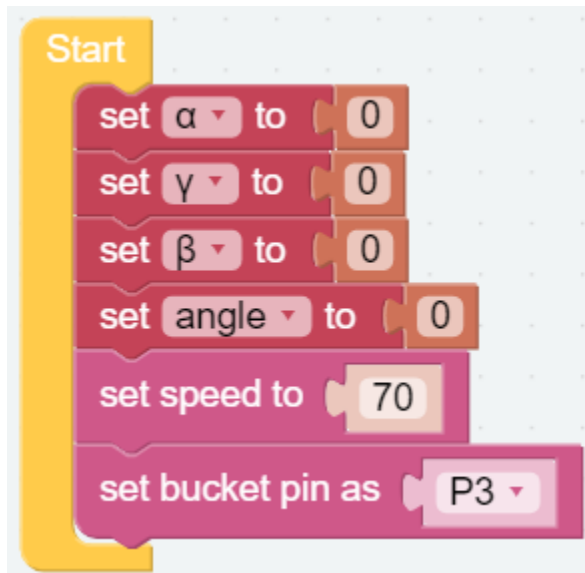 Start
set α to 0
set γ to 0
set β to 0
set angle to 0
set speed to 70
set bucket pin as P3